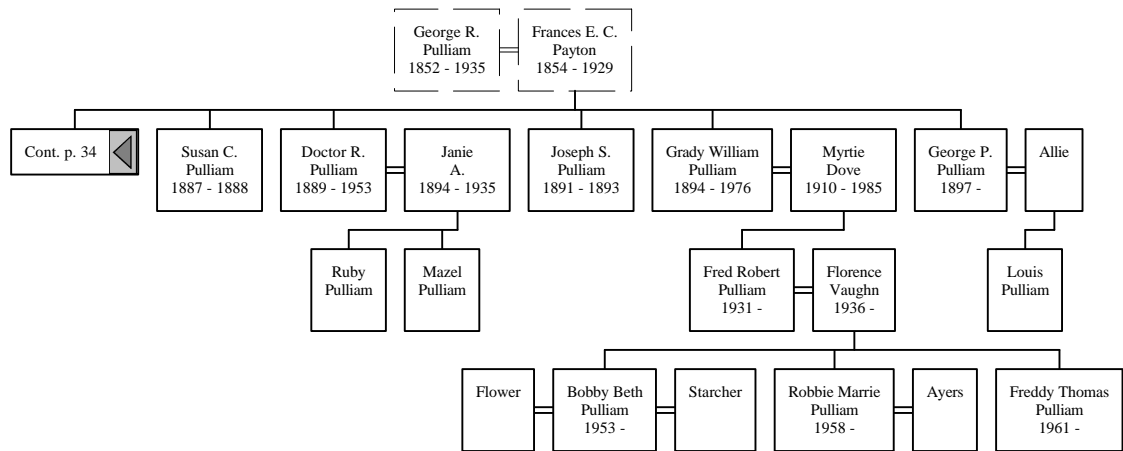 George R.
Pulliam
1852 - 1935
Frances E. C.
Payton
1854 - 1929
Cont. p. 34
Susan C.
Pulliam
1887 - 1888
Doctor R.
Pulliam
1889 - 1953
Janie
A.
1894 - 1935
Joseph S.
Pulliam
1891 - 1893
Grady William
Pulliam
1894 - 1976
Myrtie
Dove
1910 - 1985
George P.
Pulliam
1897 -
Allie
Ruby
Pulliam
Mazel
Pulliam
Fred Robert
Pulliam
1931 -
Florence
Vaughn
1936 -
Louis
Pulliam
Flower
Bobby Beth
Pulliam
1953 -
Starcher
Robbie Marrie
Pulliam
1958 -
Ayers
Freddy Thomas
Pulliam
1961 -